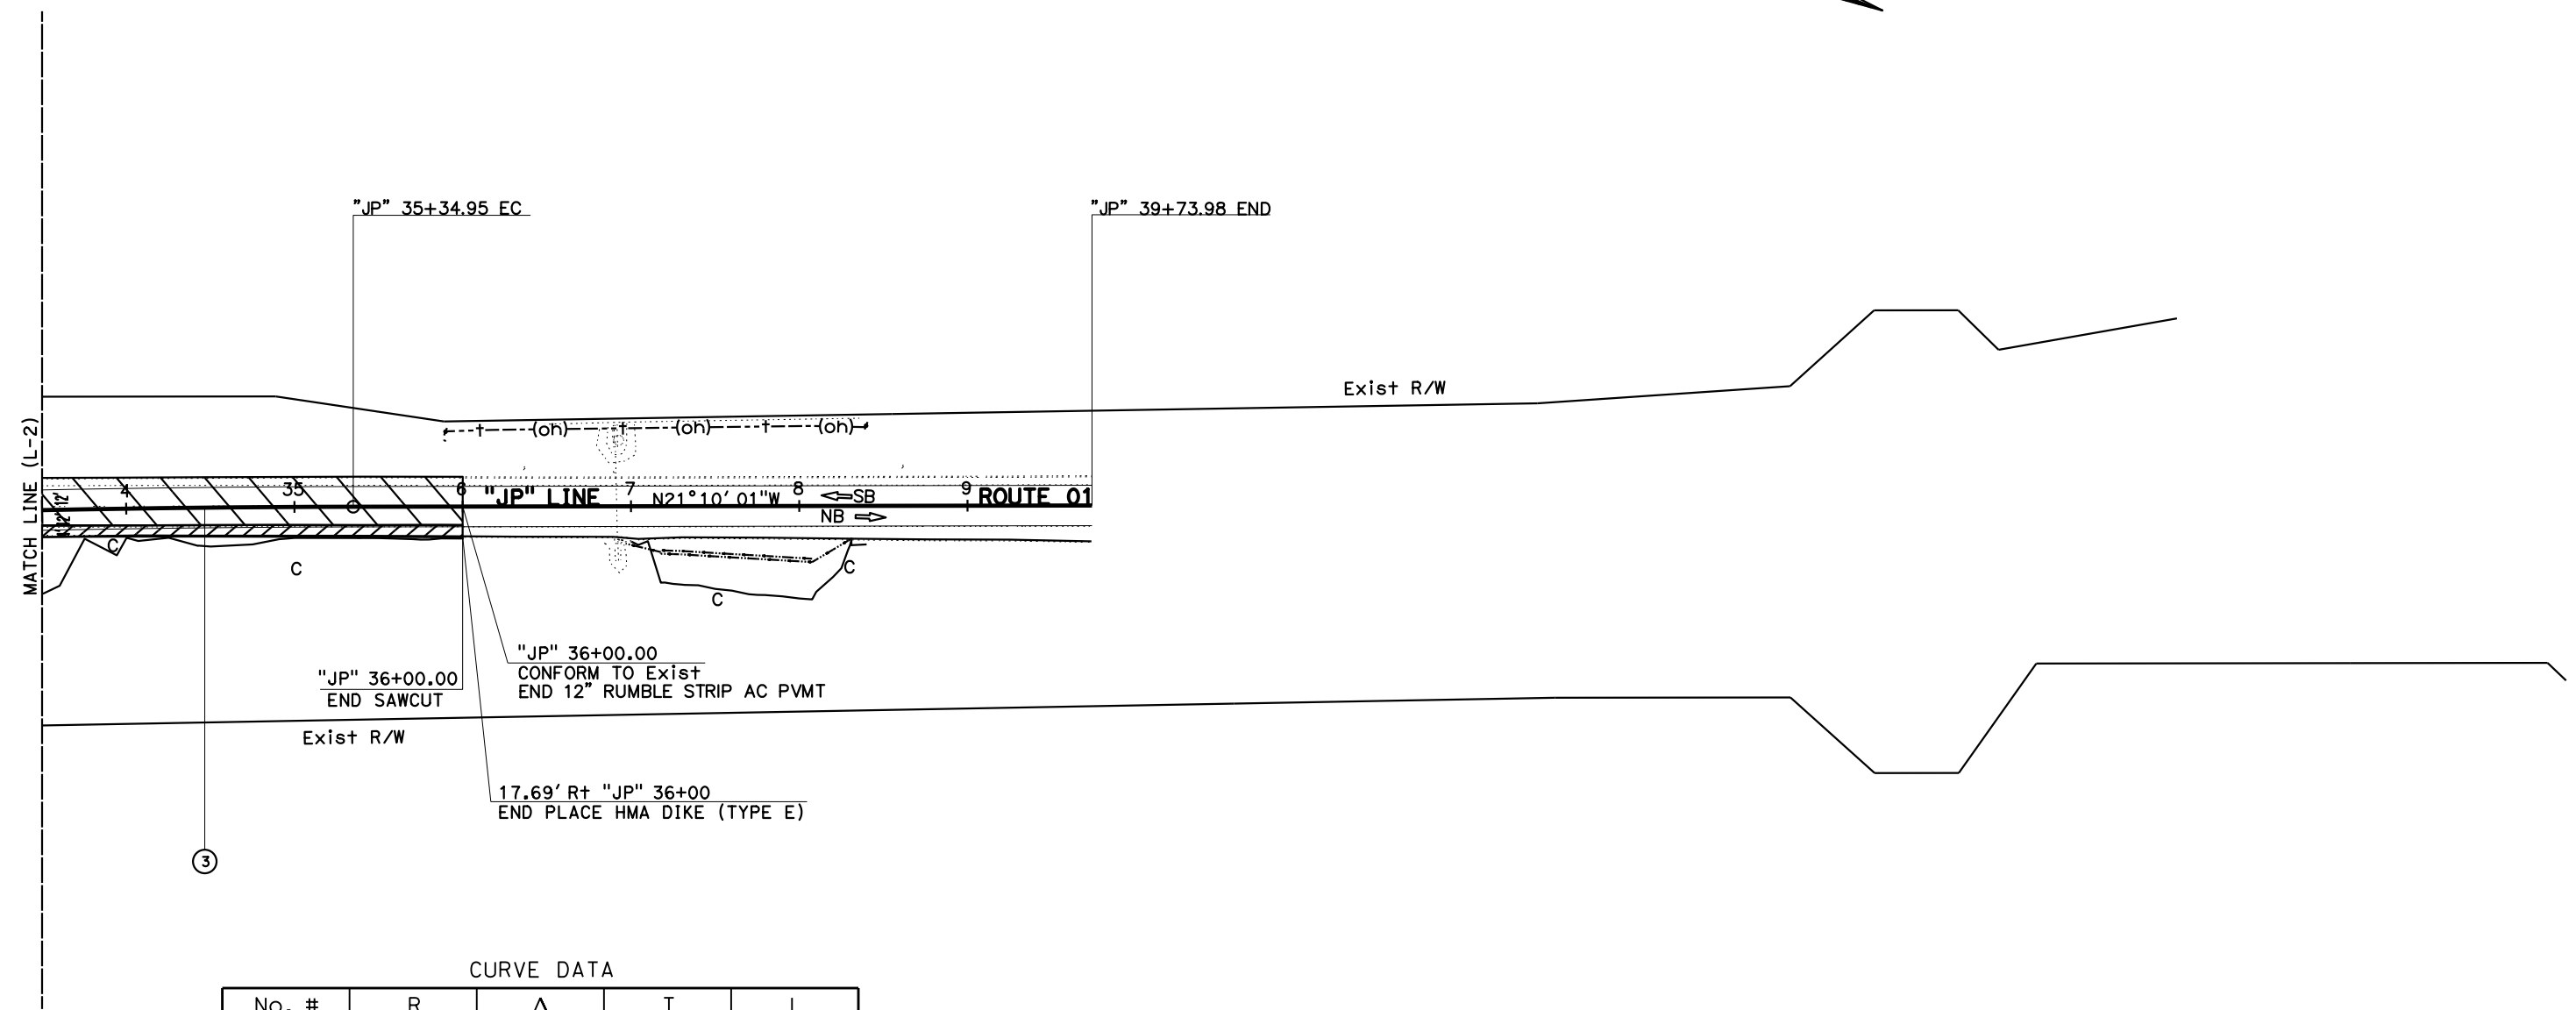 "JP" 35+34.95 EC
"JP" 39+73.98 END
Exist R/W
MATCH LINE (L-2)
(oh) (oh) (oh)
12'
12'
4 35 6 7 8 9
"JP" LINE N21°10'01"W SB ROUTE 01
NB
C
C
C
C
"JP" 36+00.00
CONFORM TO Exist
END 12" RUMBLE STRIP AC PVMT
"JP" 36+00.00
END SAWCUT
Exist R/W
17.69' Rt "JP" 36+00
END PLACE HMA DIKE (TYPE E)
3
CURVE DATA
No. # R Δ T L